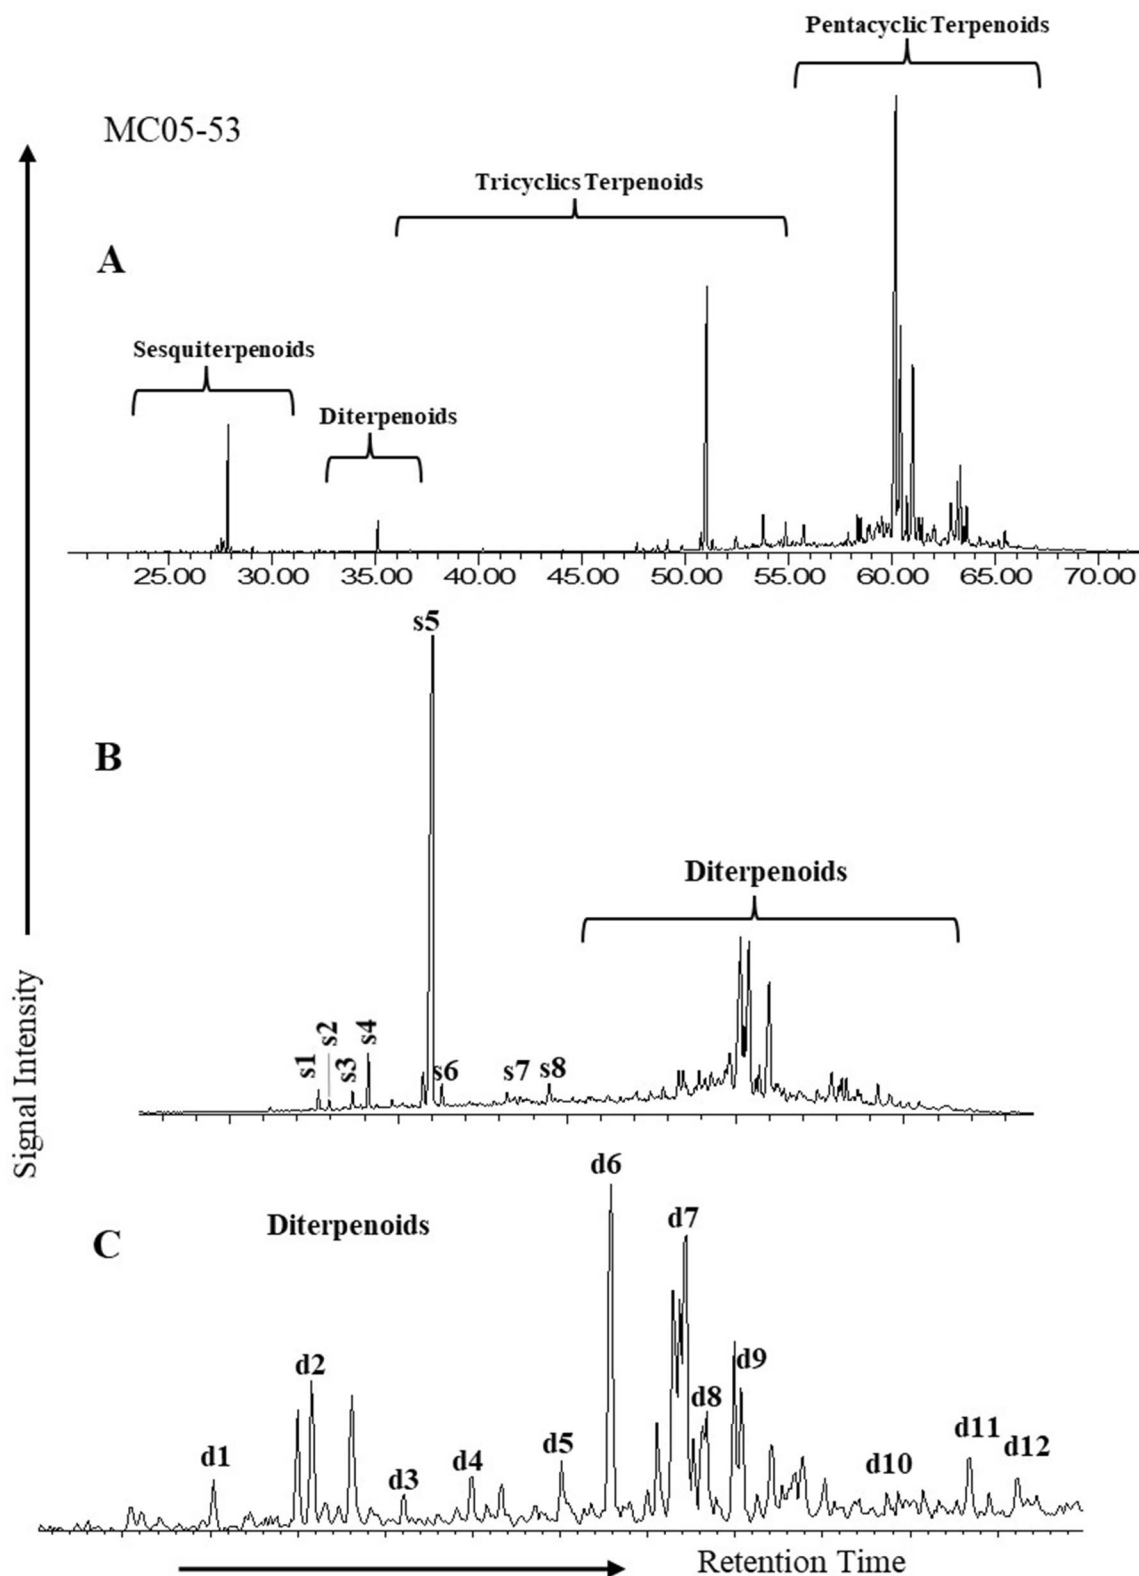 Pentacyclic Terpenoids
MC05-53
Tricyclics Terpenoids
A
Sesquiterpenoids
Diterpenoids
25.00 30.00 35.00 40.00 45.00 50.00 55.00 60.00 65.00 70.00
s5
B
Diterpenoids
s1 s2 s3 s4 s6 s7 s8
Signal Intensity
d6
C
Diterpenoids
d7
d2
d9
d8
d1 d3 d4 d5 d10 d11 d12
Retention Time